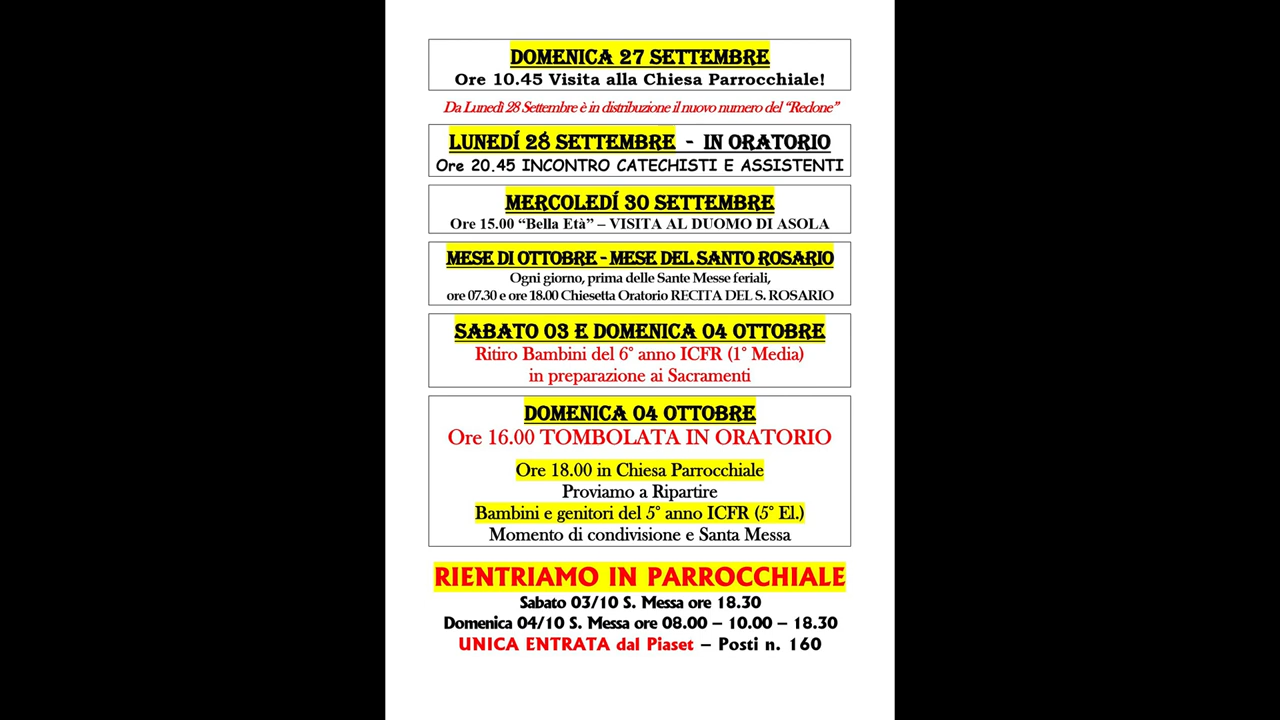 DOMENICA 27 SETTEMBRE
Ore 10.45 Visita alla Chiesa Parrocchiale!
Da Lunedì 28 Settembre è in distribuzione il nuovo numero del “Redone”
LUNEDÍ 28 SETTEMBRE - IN ORATORIO
Ore 20.45 INCONTRO CATECHISTI E ASSISTENTI
MERCOLEDÍ 30 SETTEMBRE
Ore 15.00 “Bella Età” – VISITA AL DUOMO DI ASOLA
MESE DI OTTOBRE - MESE DEL SANTO ROSARIO
Ogni giorno, prima delle Sante Messe feriali,
ore 07.30 e ore 18.00 Chiesetta Oratorio RECITA DEL S. ROSARIO
SABATO 03 E DOMENICA 04 OTTOBRE
Ritiro Bambini del 6° anno ICFR (1° Media)
in preparazione ai Sacramenti
DOMENICA 04 OTTOBRE
Ore 16.00 TOMBOLATA IN ORATORIO
Ore 18.00 in Chiesa Parrocchiale
Proviamo a Ripartire
Bambini e genitori del 5° anno ICFR (5° El.)
Momento di condivisione e Santa Messa
RIENTRIAMO IN PARROCCHIALE
Sabato 03/10 S. Messa ore 18.30
Domenica 04/10 S. Messa ore 08.00 – 10.00 – 18.30
UNICA ENTRATA dal Piaset – Posti n. 160